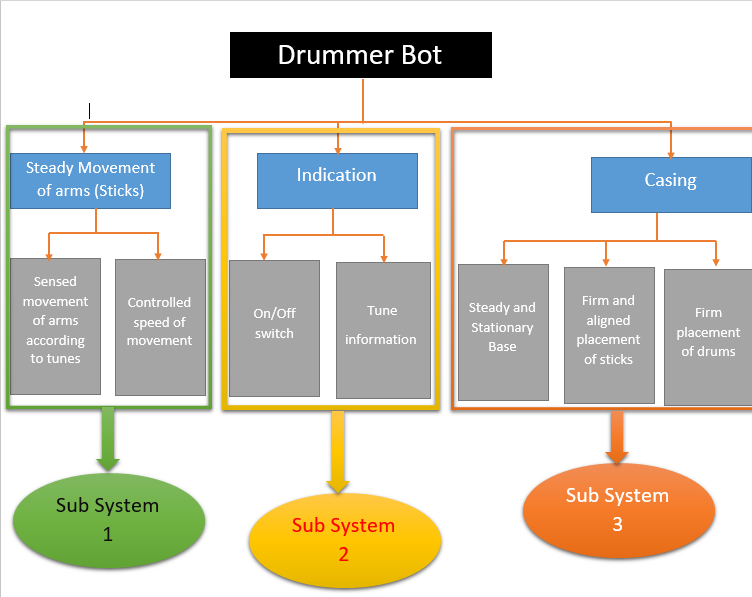 Drummer Bot
Steady Movement
of arms (Sticks)
Indication
Casing
Sensed
movement
of arms
according
to tunes
Controlled
speed of
movement
On/Off
switch
Tune
information
Steady and
Stationary
Base
Firm and
aligned
placement
of sticks
Firm
placement
of drums
Sub System
1
Sub System
2
Sub System
3